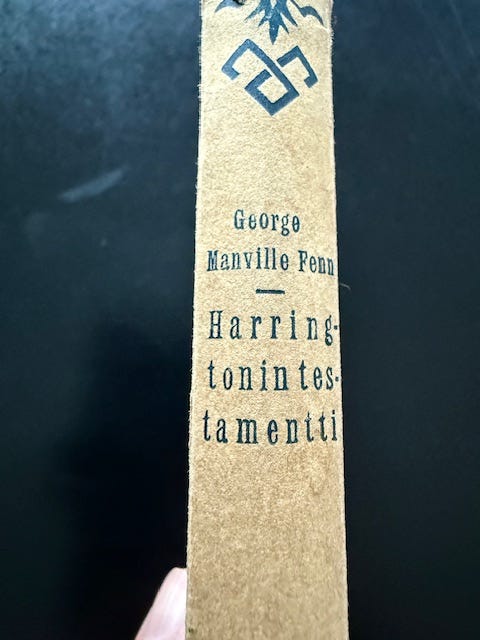 George
Manville Fenn
Harring-
tonin tes-
tamentti